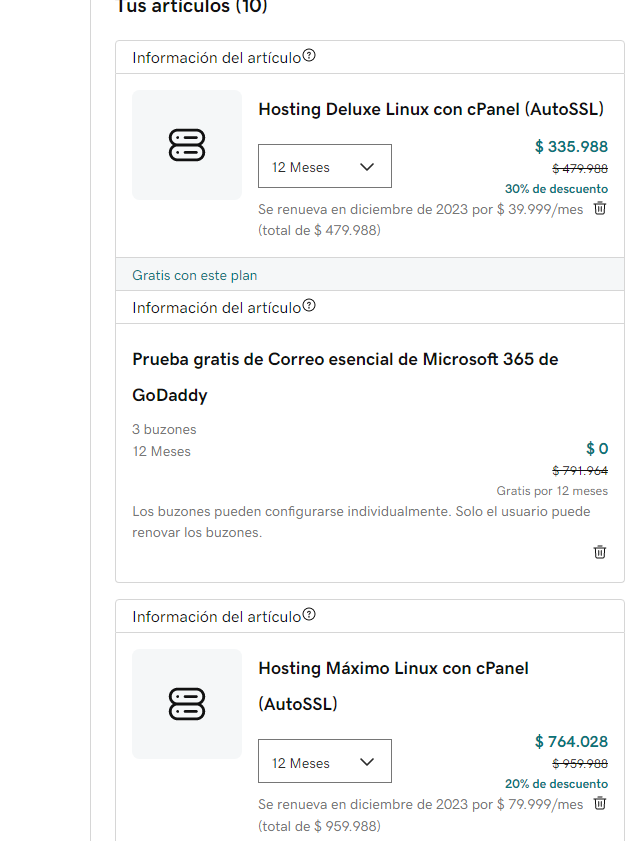 Tus artículos (10)
Información del artículo?
Hosting Deluxe Linux con cPanel (AutoSSL)
12 Meses
$ 335.988
$ 479.988
30% de descuento
Se renueva en diciembre de 2023 por $ 39.999/mes
(total de $ 479.988)
Gratis con este plan
Información del artículo?
Prueba gratis de Correo esencial de Microsoft 365 de
GoDaddy
3 buzones
12 Meses
$ 0
$ 791.964
Gratis por 12 meses
Los buzones pueden configurarse individualmente. Solo el usuario puede
renovar los buzones.
Información del artículo?
Hosting Máximo Linux con cPanel
(AutoSSL)
12 Meses
$ 764.028
$ 959.988
20% de descuento
Se renueva en diciembre de 2023 por $ 79.999/mes
(total de $ 959.988)